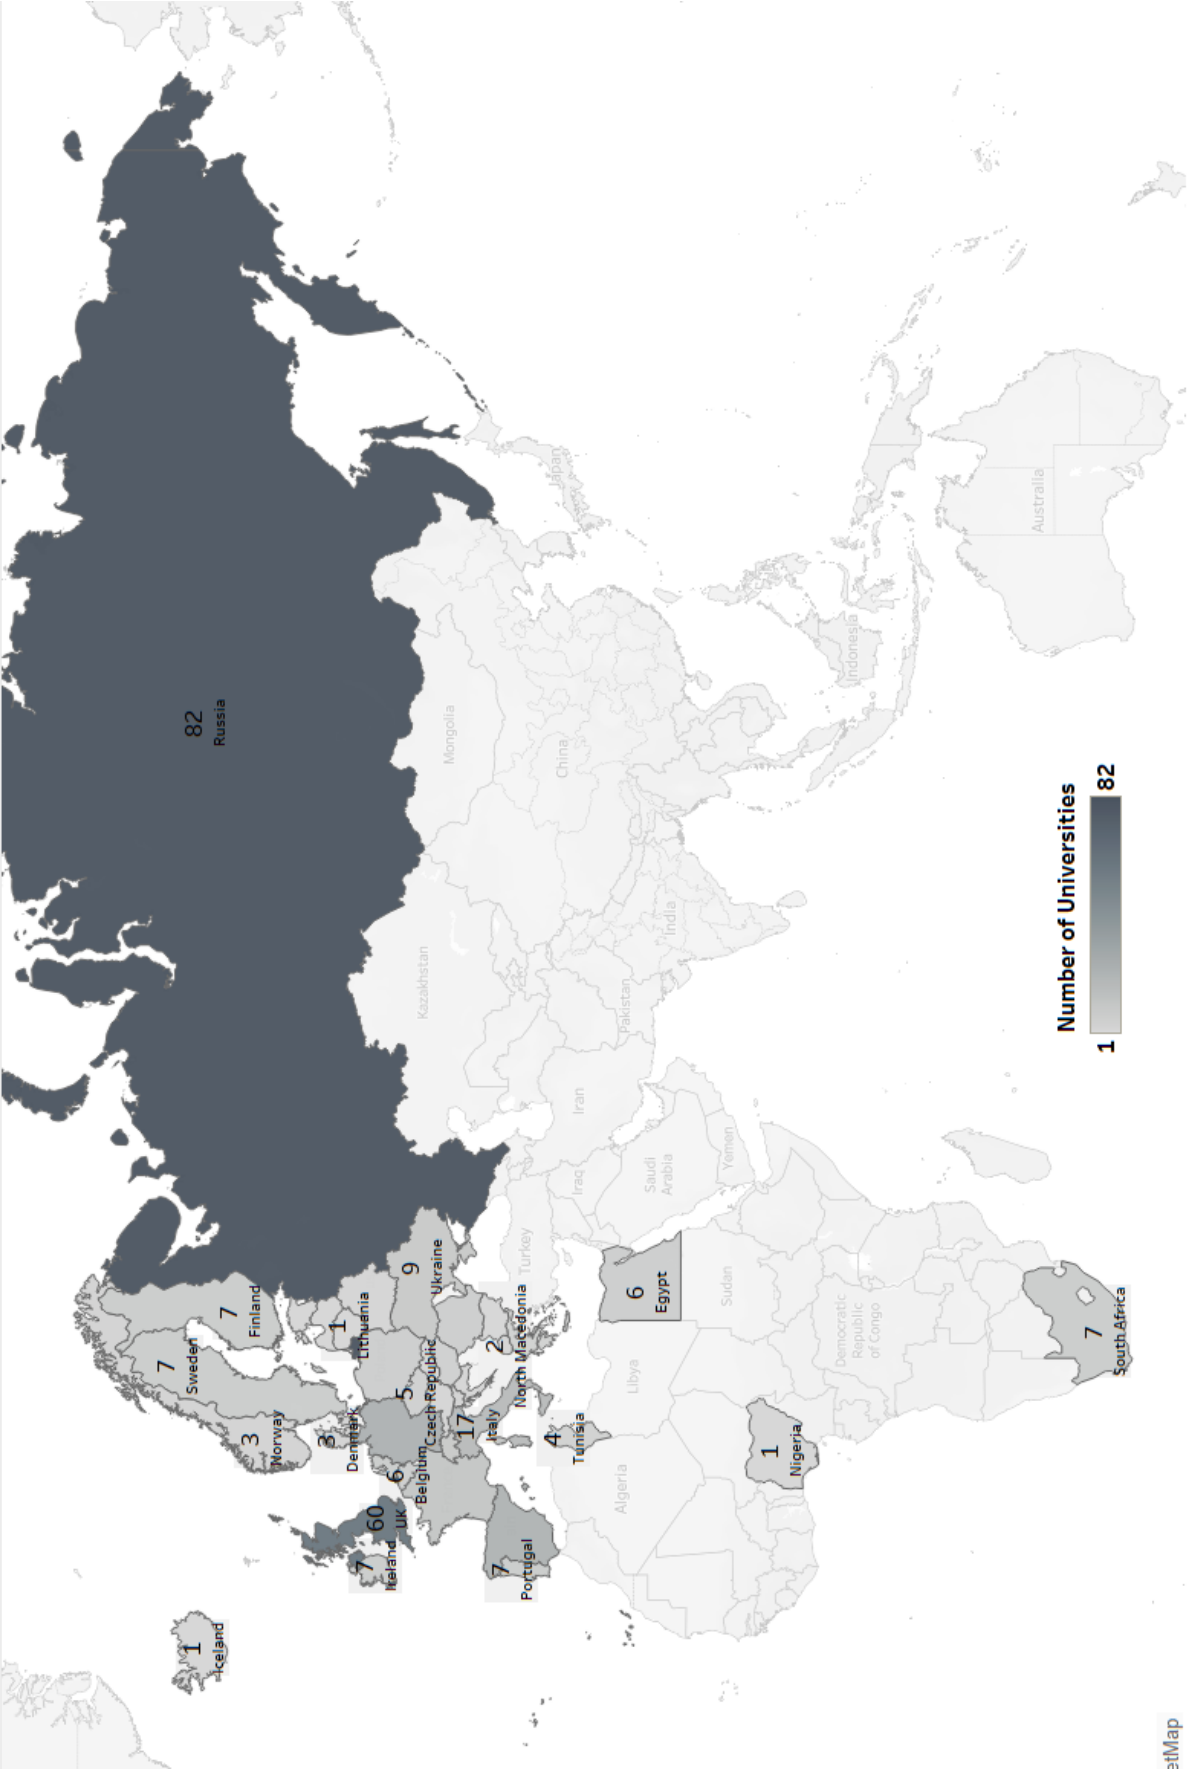 1
Iceland
3
Norway
7
Sweden
7
Finland
82
Russia
3
Denmark
1
Lithuania
7
Ireland
60
UK
6
Belgium
5
Czech Republic
9
Ukraine
Kazakhstan
Mongolia
17
Italy
2
North Macedonia
7
Portugal
Turkey
4
Tunisia
Japan
China
Iraq
Iran
Pakistan
India
Algeria
Libya
6
Egypt
Saudi
Arabia
Yemen
Sudan
1
Nigeria
Democratic
Republic
of Congo
Indonesia
Australia
7
South Africa
Number of Universities
1
82
etMap